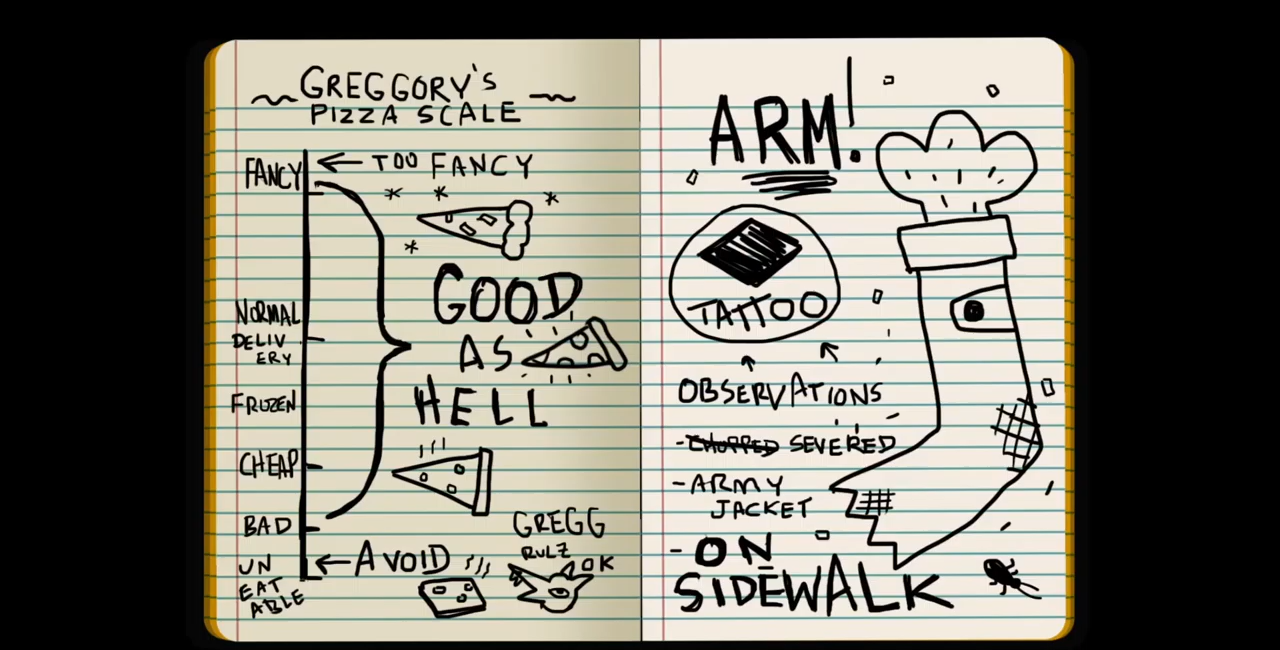 GREGGORY'S
PIZZA SCALE
FANCY
← TOO FANCY
GOOD
NORMAL
DELIV
ERY
AS
FROZEN
HELL
CHEAP
BAD
GREGG
RULZ
OK
UN
EAT
ABLE
← AVOID
ARM!
TATTOO
OBSERVATIONS
- CHOPPED SEVERED
- ARMY
JACKET
- ON
SIDEWALK